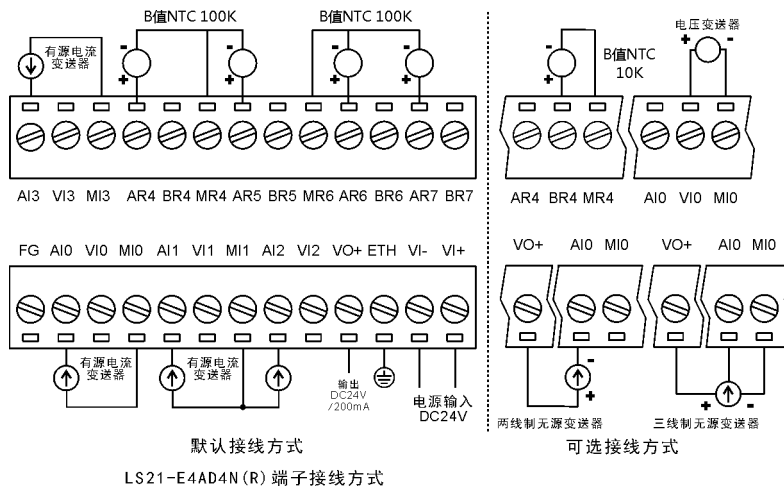 B值NTC 100K B值NTC 100K
有源电流
变送器
- + - + - + - +
AI3 VI3 MI3 AR4 BR4 MR4 AR5 BR5 MR6 AR6 BR6 AR7 BR7
FG AI0 VI0 MI0 AI1 VI1 MI1 AI2 VI2 VO+ ETH VI- VI+
有源电流
变送器
有源电流
变送器
输出
DC24V
/200mA
电源输入
DC24V
默认接线方式
LS21-E4AD4N(R)端子接线方式
电压变送器
+ -
- +
B值NTC
10K
AR4 BR4 MR4 AI0 VI0 MI0
VO+ AI0 MI0 VO+ AI0 MI0
- +
两线制无源变送器
+ -
三线制无源变送器
可选接线方式